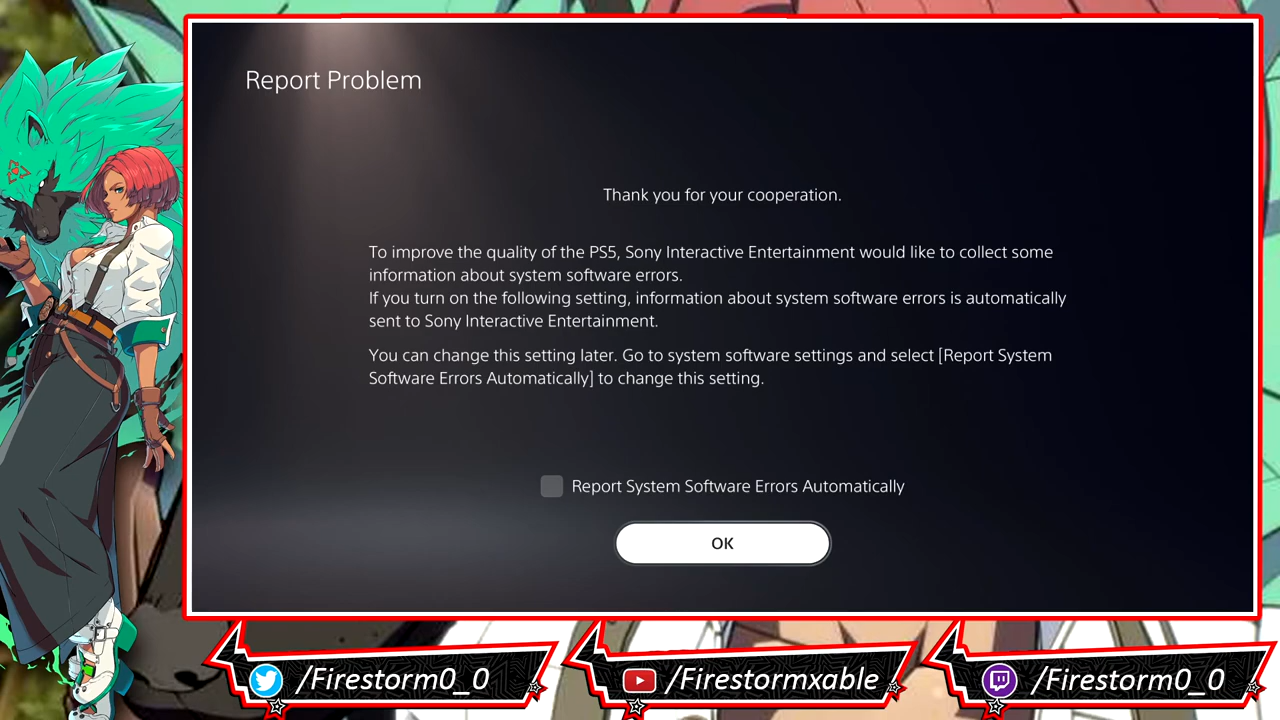 Report Problem
Thank you for your cooperation.
To improve the quality of the PS5, Sony Interactive Entertainment would like to collect some
information about system software errors.
If you turn on the following setting, information about system software errors is automatically
sent to Sony Interactive Entertainment.
You can change this setting later. Go to system software settings and select [Report System
Software Errors Automatically] to change this setting.
Report System Software Errors Automatically
OK
/Firestorm0_0
/Firestormxable
/Firestorm0_0